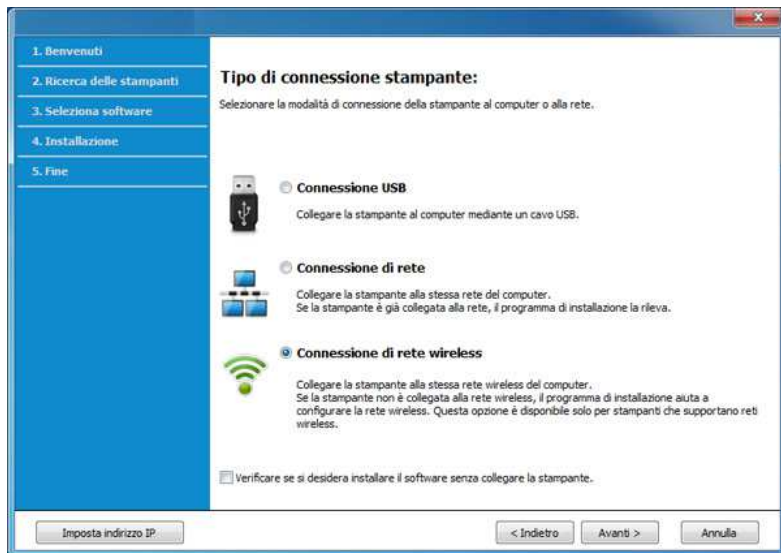 1. Benvenuti
2. Ricerca delle stampanti
3. Seleziona software
4. Installazione
5. Fine
Tipo di connessione stampante:
Selezionare la modalità di connessione della stampante al computer o alla rete.
Connessione USB
Collegare la stampante al computer mediante un cavo USB.
Connessione di rete
Collegare la stampante alla stessa rete del computer.
Se la stampante è già collegata alla rete, il programma di installazione la rileva.
Connessione di rete wireless
Collegare la stampante alla stessa rete wireless del computer.
Se la stampante non è collegata alla rete wireless, il programma di installazione aiuta a
configurare la rete wireless. Questa opzione è disponibile solo per stampanti che supportano reti
wireless.
Verificare se si desidera installare il software senza collegare la stampante.
Imposta indirizzo IP
< Indietro
Avanti >
Annulla